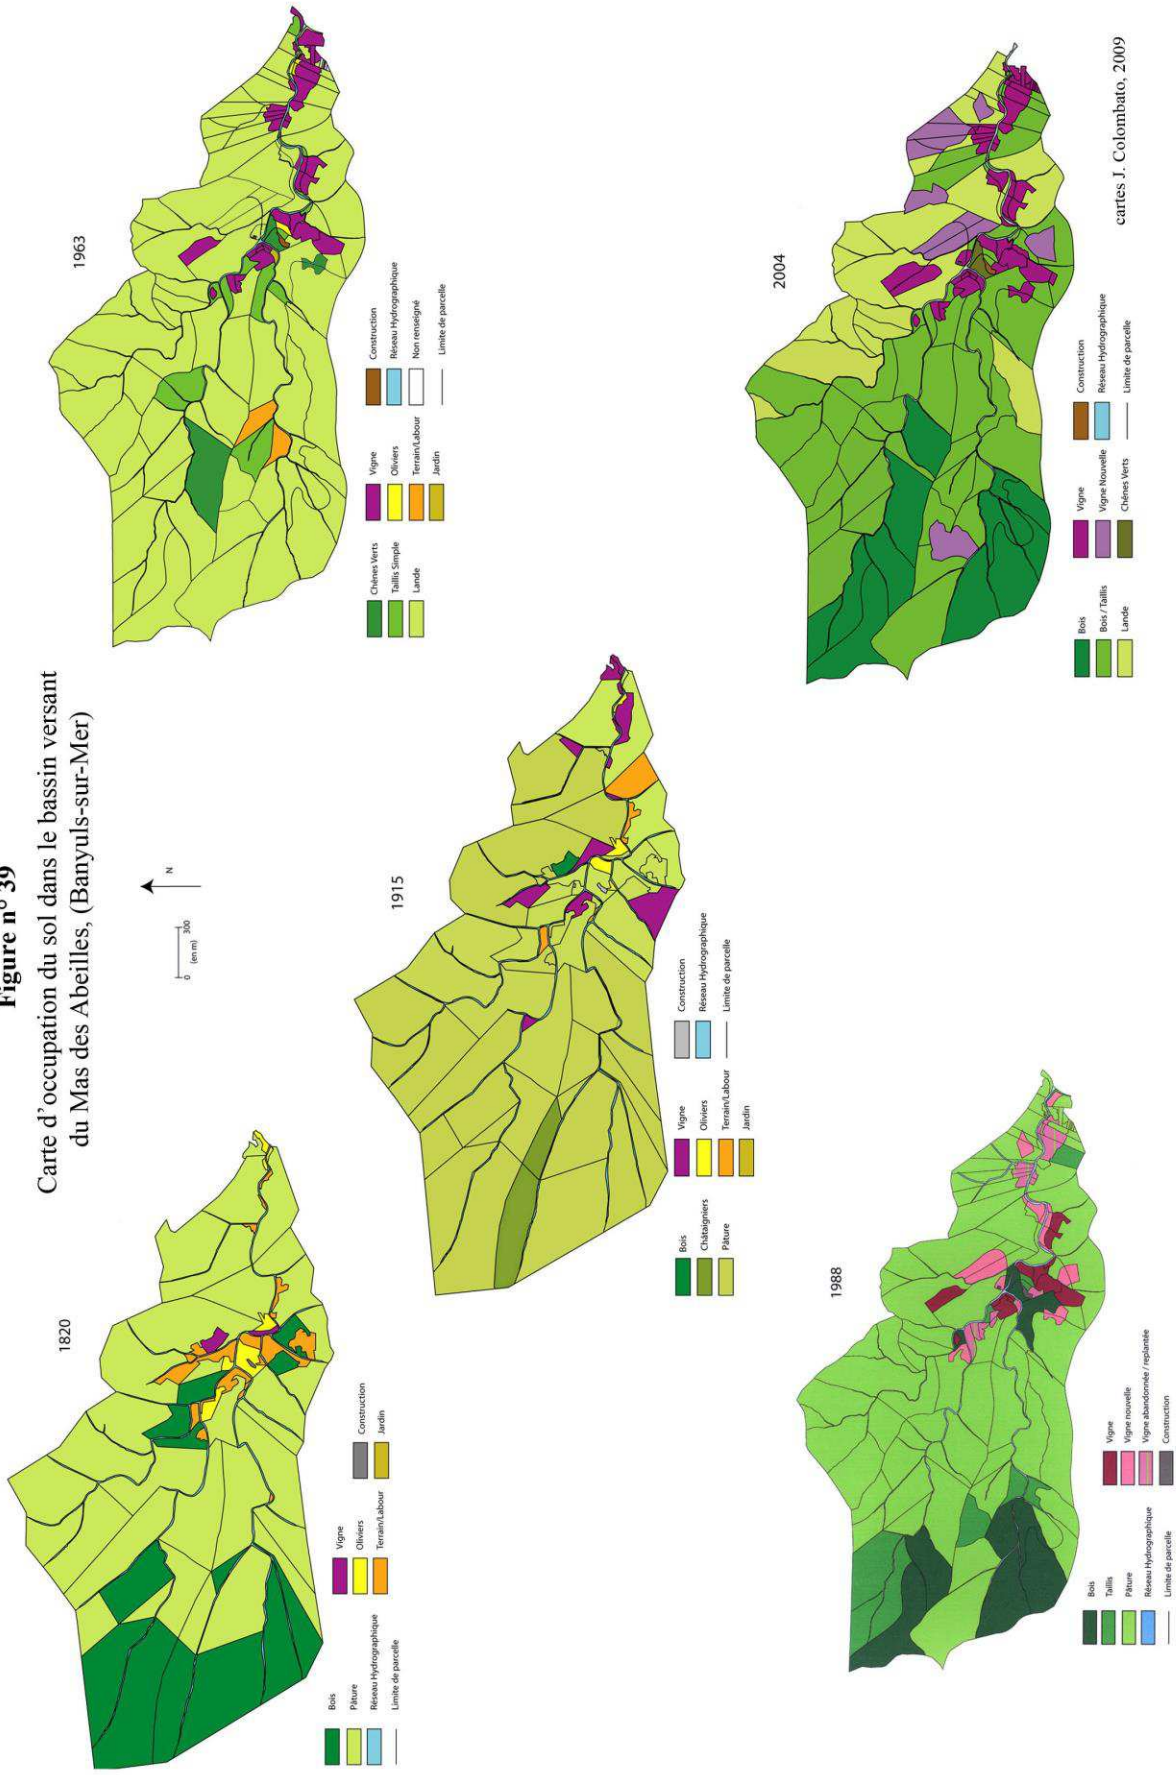 Figure n° 39
Carte d'occupation du sol dans le bassin versant
du Mas des Abeilles, (Banyuls-sur-Mer)
N
0 300
(en m)
1820
Bois
Pâture
Réseau Hydrographique
Limite de parcelle
Vigne
Oliviers
Terrain/Labour
Construction
Jardin
1915
Bois
Châtaigniers
Pâture
Vigne
Oliviers
Terrain/Labour
Jardin
Construction
Réseau Hydrographique
Limite de parcelle
1963
Chênes Verts
Taillis Simple
Lande
Vigne
Oliviers
Terrain/Labour
Jardin
Construction
Réseau Hydrographique
Non renseigné
Limite de parcelle
1988
Bois
Taillis
Pâture
Réseau Hydrographique
Limite de parcelle
Vigne
Vigne nouvelle
Vigne abandonnée / replantée
Construction
2004
Bois
Bois / Taillis
Lande
Vigne
Vigne Nouvelle
Chênes Verts
Construction
Réseau Hydrographique
Limite de parcelle
cartes J. Colombato, 2009